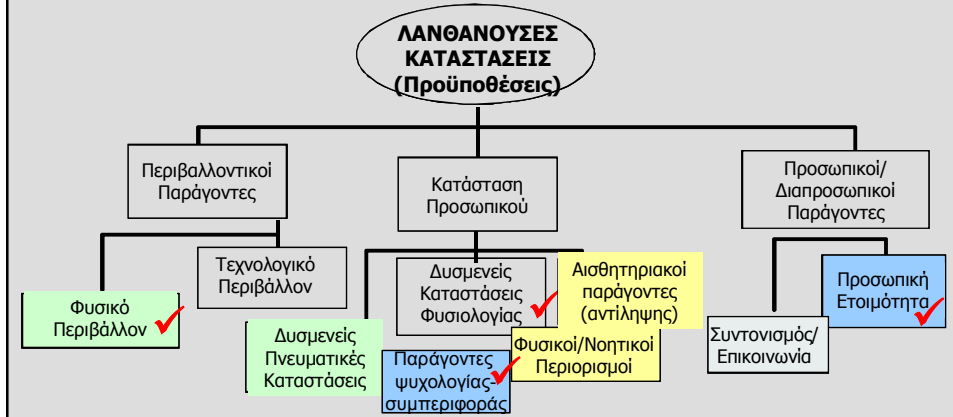 ΛΑΝΘΑΝΟΥΣΕΣ
ΚΑΤΑΣΤΑΣΕΙΣ
(Προϋποθέσεις)
Περιβαλλοντικοί
Παράγοντες
Κατάσταση
Προσωπικού
Προσωπικοί/
Διαπροσωπικοί
Παράγοντες
Φυσικό
Περιβάλλον
Τεχνολογικό
Περιβάλλον
Δυσμενείς
Πνευματικές
Καταστάσεις
Δυσμενείς
Καταστάσεις
Φυσιολογίας
Παράγοντες
ψυχολογίας-
συμπεριφοράς
Αισθητηριακοί
παράγοντες
(αντίληψης)
Φυσικοί/Νοητικοί
Περιορισμοί
Συντονισμός/
Επικοινωνία
Προσωπική
Ετοιμότητα